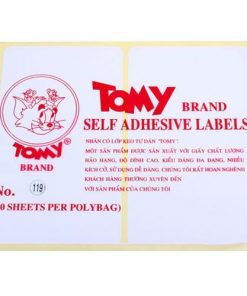 TOMY BRAND
SELF ADHESIVE LABELS
NHÃN CÓ LỚP KEO TỰ DÁN "TOMY".
MỘT SẢN PHẨM ĐƯỢC SẢN XUẤT VỚI GIẤY CHẤT LƯỢNG
HẢO HẠNG, ĐỘ DÍNH CAO, KIỂU DÁNG ĐA DẠNG, NHIỀU
KÍCH CỠ, SỬ DỤNG DỄ DÀNG. CHÚNG TÔI RẤT HOAN NGHÊNH
KHÁCH HÀNG THƯỜNG XUYÊN ĐẾN
VỚI SẢN PHẨM CỦA CHÚNG TÔI
TOMY®
BRAND
No. 119
0 SHEETS PER POLYBAG)